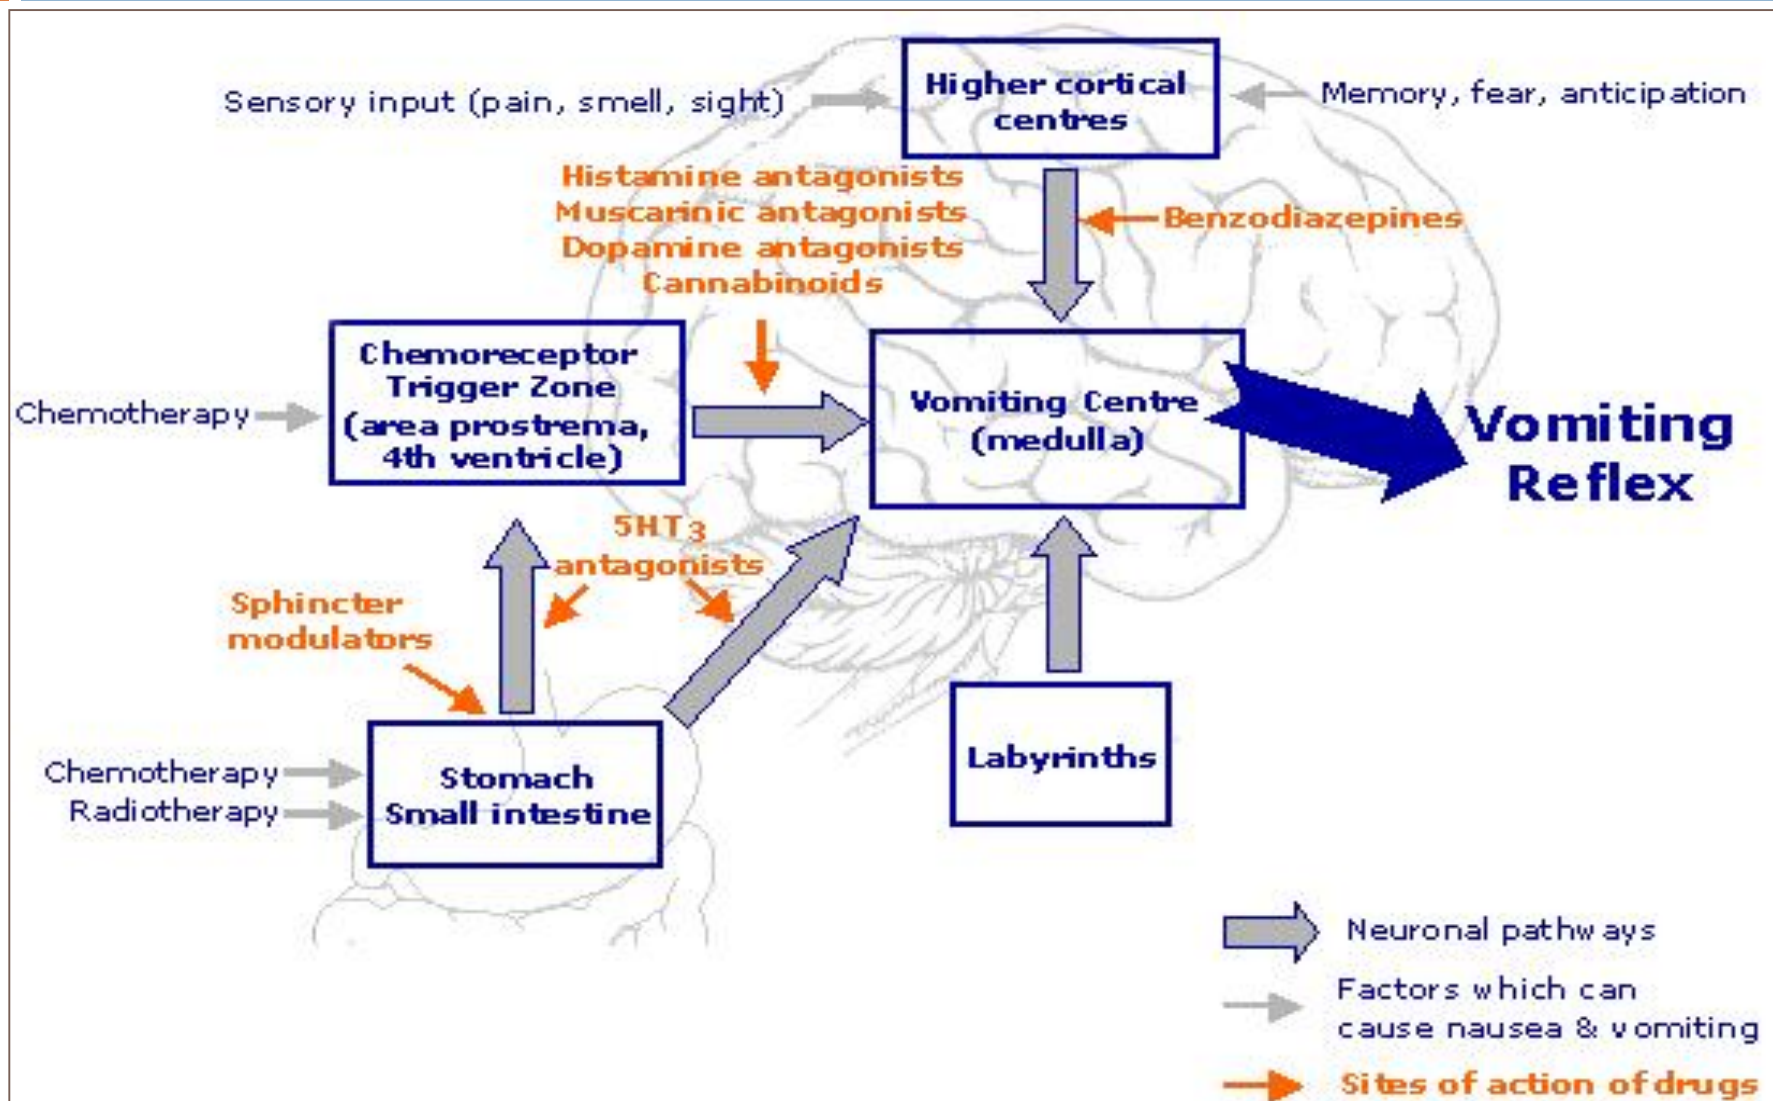 Higher cortical
centres
Sensory input (pain, smell, sight)
Memory, fear, anticipation
Histamine antagonists
Muscarinic antagonists
Dopamine antagonists
Cannabinoids
Benzodiazepines
Chemoreceptor
Trigger Zone
(area prostrema,
4th ventricle)
Chemotherapy
Vomiting Centre
(medulla)
Vomiting
Reflex
5HT3
antagonists
Sphincter
modulators
Chemotherapy
Radiotherapy
Stomach
Small intestine
Labyrinths
Neuronal pathways
Factors which can
cause nausea & vomiting
Sites of action of drugs